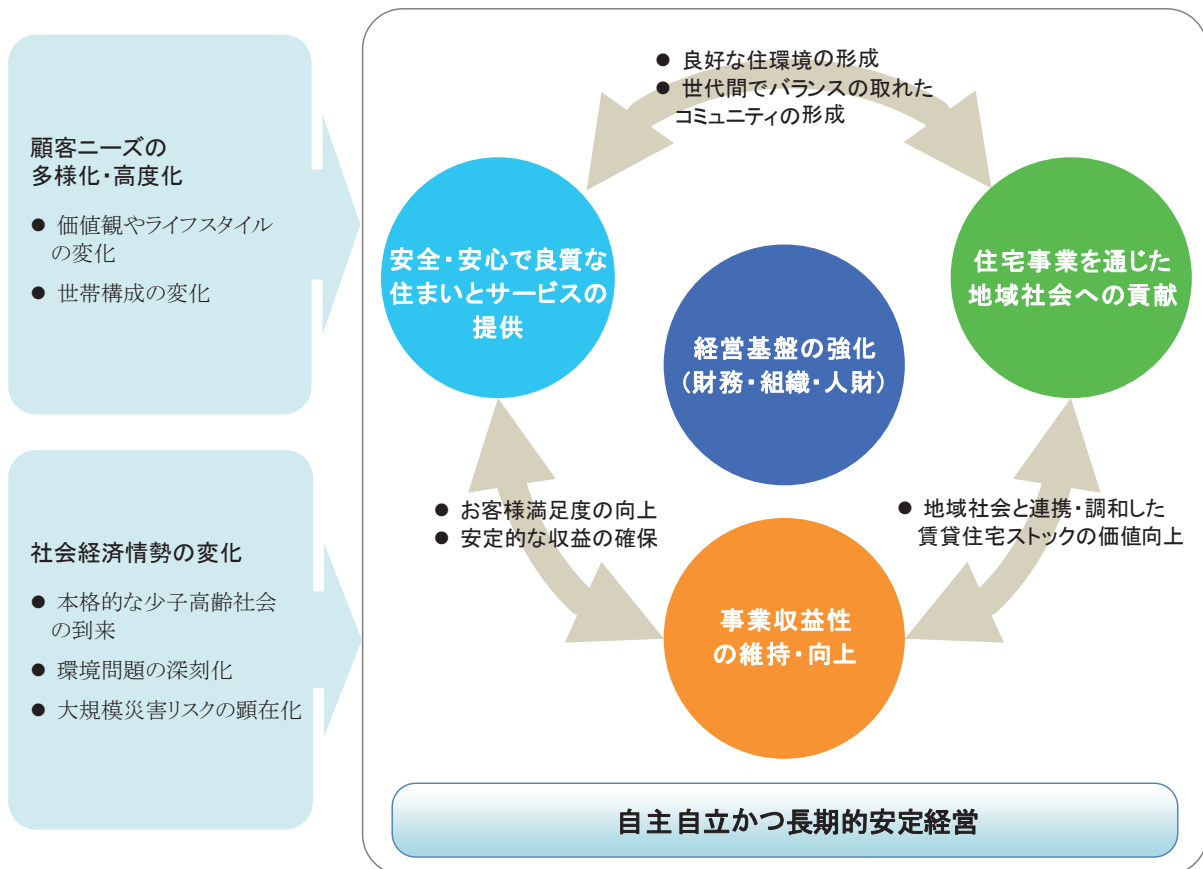 顧客ニーズの
多様化・高度化
● 価値観やライフスタイル
の変化
● 世帯構成の変化
社会経済情勢の変化
● 本格的な少子高齢社会
の到来
● 環境問題の深刻化
● 大規模災害リスクの顕在化
● 良好な住環境の形成
● 世代間でバランスの取れた
コミュニティの形成
安全・安心で良質な
住まいとサービスの
提供
住宅事業を通じた
地域社会への貢献
経営基盤の強化
(財務・組織・人財)
● お客様満足度の向上
● 安定的な収益の確保
● 地域社会と連携・調和した
賃貸住宅ストックの価値向上
事業収益性
の維持・向上
自主自立かつ長期的安定経営